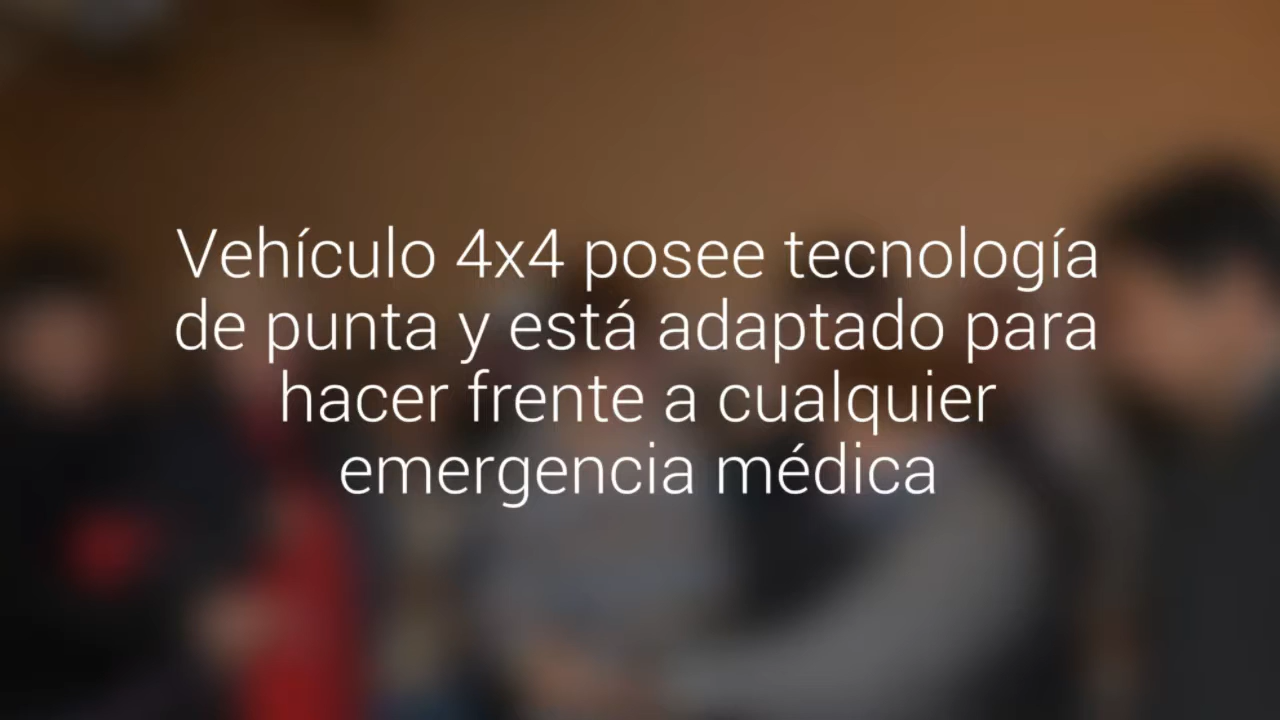 Vehículo 4x4 posee tecnología
de punta y está adaptado para
hacer frente a cualquier
emergencia médica